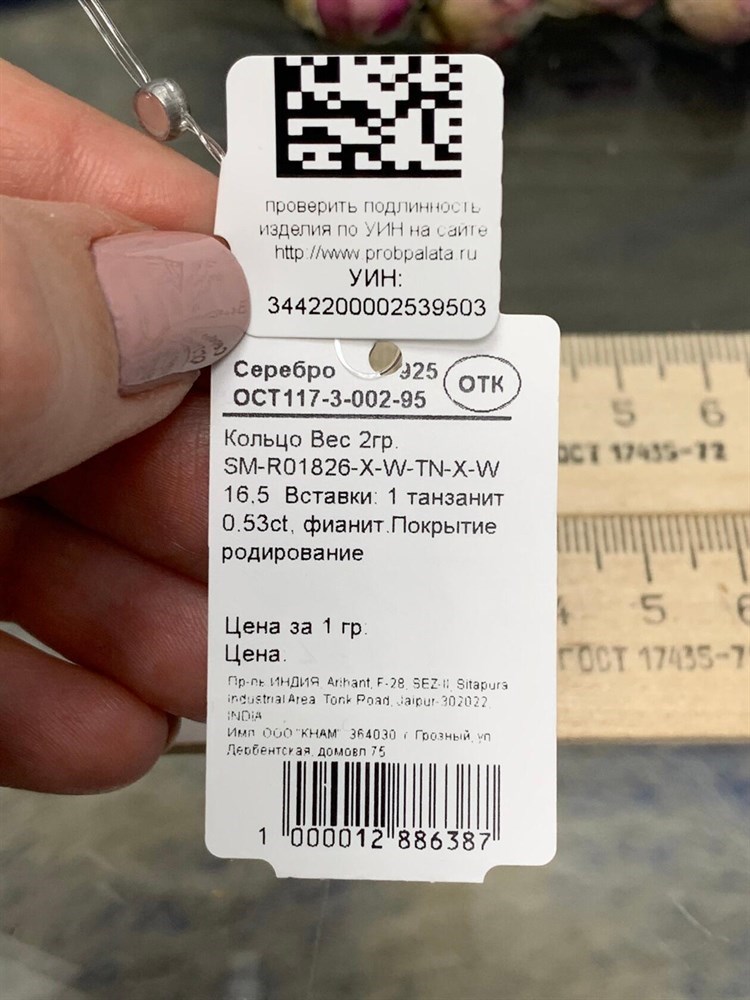 проверить подлинность
изделия по УИН на сайте
http://www.probpalata.ru
УИН:
3442200002539503
Серебро 925
ОСТ117-3-002-95
ОТК
Кольцо Вес 2гр.
SM-R01826-X-W-TN-X-W
16,5 Вставки: 1 танзанит
0.53ct, фианит.Покрытие
родирование
Цена за 1 гр:
Цена.
Пр-ль ИНДИЯ Arihant, F-28, SEZ-II, Sitapura
Industrial Area Tonk Road, Jaipur-302022,
INDIA
Имп ООО "КНАМ" 364030 г Грозный, ул
Дербентская, домовл 75
1 000012 886387
5 6
ГОСТ 17435-72
4 5 6
ГОСТ 17435-7